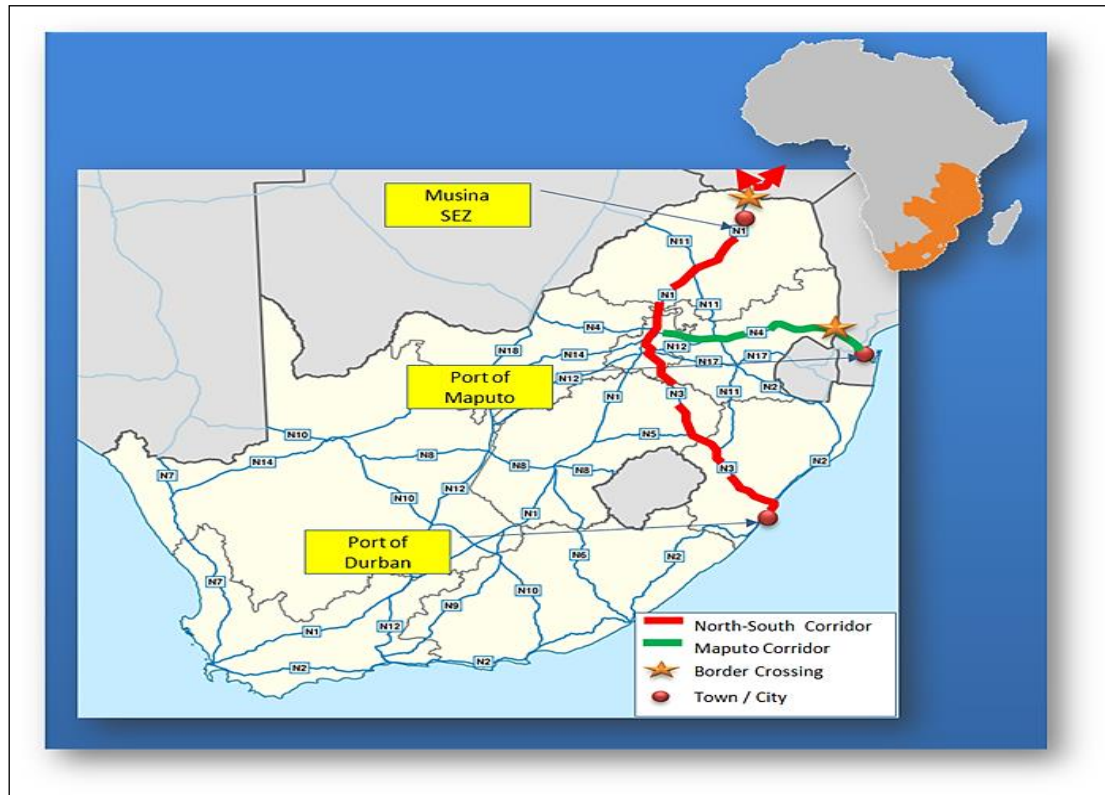 Musina
SEZ
N1
N11
N1
N11
N4
N4
N12
N18
N14
N17
N17
N12
N2
Port of
Maputo
N1
N3
N11
N10
N5
N14
N8
N7
N8
N8
N3
N2
N12
N10
N1
Port of
Durban
N6
N2
N7
N10
N9
N1
N12
N2
N2
North-South Corridor
Maputo Corridor
Border Crossing
Town / City